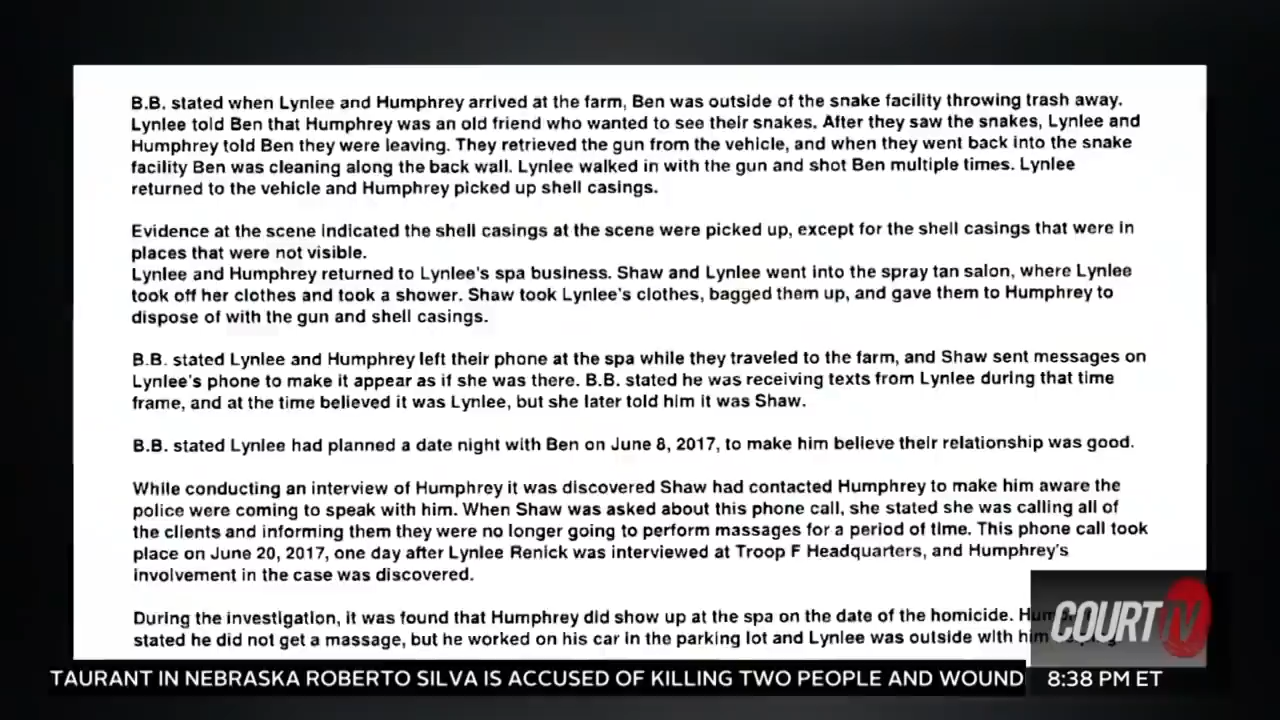 B.B. stated when Lynlee and Humphrey arrived at the farm, Ben was outside of the snake facility throwing trash away.
Lynlee told Ben that Humphrey was an old friend who wanted to see their snakes. After they saw the snakes, Lynlee and
Humphrey told Ben they were leaving. They retrieved the gun from the vehicle, and when they went back into the snake
facility Ben was cleaning along the back wall. Lynlee walked in with the gun and shot Ben multiple times. Lynlee
returned to the vehicle and Humphrey picked up shell casings.
Evidence at the scene indicated the shell casings at the scene were picked up, except for the shell casings that were in
places that were not visible.
Lynlee and Humphrey returned to Lynlee's spa business. Shaw and Lynlee went into the spray tan salon, where Lynlee
took off her clothes and took a shower. Shaw took Lynlee's clothes, bagged them up, and gave them to Humphrey to
dispose of with the gun and shell casings.
B.B. stated Lynlee and Humphrey left their phone at the spa while they traveled to the farm, and Shaw sent messages on
Lynlee's phone to make it appear as if she was there. B.B. stated he was receiving texts from Lynlee during that time
frame, and at the time believed it was Lynlee, but she later told him it was Shaw.
B.B. stated Lynlee had planned a date night with Ben on June 8, 2017, to make him believe their relationship was good.
While conducting an interview of Humphrey it was discovered Shaw had contacted Humphrey to make him aware the
police were coming to speak with him. When Shaw was asked about this phone call, she stated she was calling all of
the clients and informing them they were no longer going to perform massages for a period of time. This phone call took
place on June 20, 2017, one day after Lynlee Renick was interviewed at Troop F Headquarters, and Humphrey's
involvement in the case was discovered.
During the investigation, it was found that Humphrey did show up at the spa on the date of the homicide.
stated he did not get a massage, but he worked on his car in the parking lot and Lynlee was outside with
COURT TV
TAURANT IN NEBRASKA ROBERTO SILVA IS ACCUSED OF KILLING TWO PEOPLE AND WOUND
8:38 PM ET